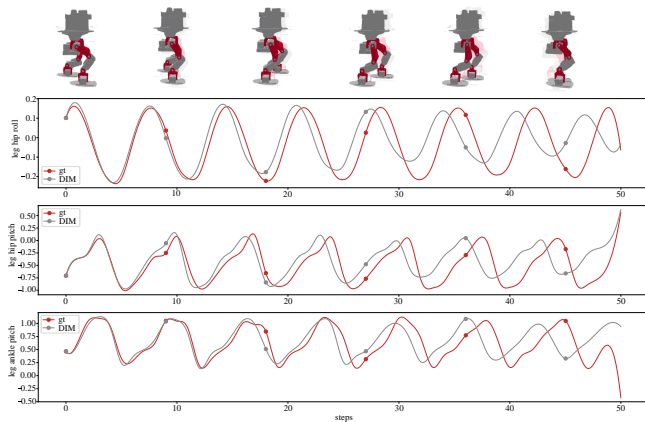 0.2
0.1
0.0
−0.1
−0.2
leg hip roll
gt
DIM
0 10 20 30 40 50
0.50
0.25
0.00
−0.25
−0.50
−0.75
−1.00
leg hip pitch
gt
DIM
0 10 20 30 40 50
1.00
0.75
0.50
0.25
0.00
−0.25
−0.50
leg ankle pitch
gt
DIM
0 10 20 30 40 50
steps